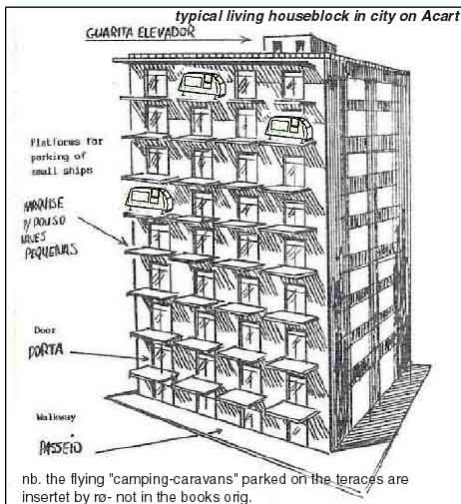 typical living houseblock in city on Acart
GUARITA ELEVADOR
Platforms for
parking of
small ships
MARQUISE
P/ POUSO
NAVES
PEQUENAS
Door
PORTA
Walkway
PASSEIO
nb. the flying "camping-caravans" parked on the teraces are
insertet by rø- not in the books orig.